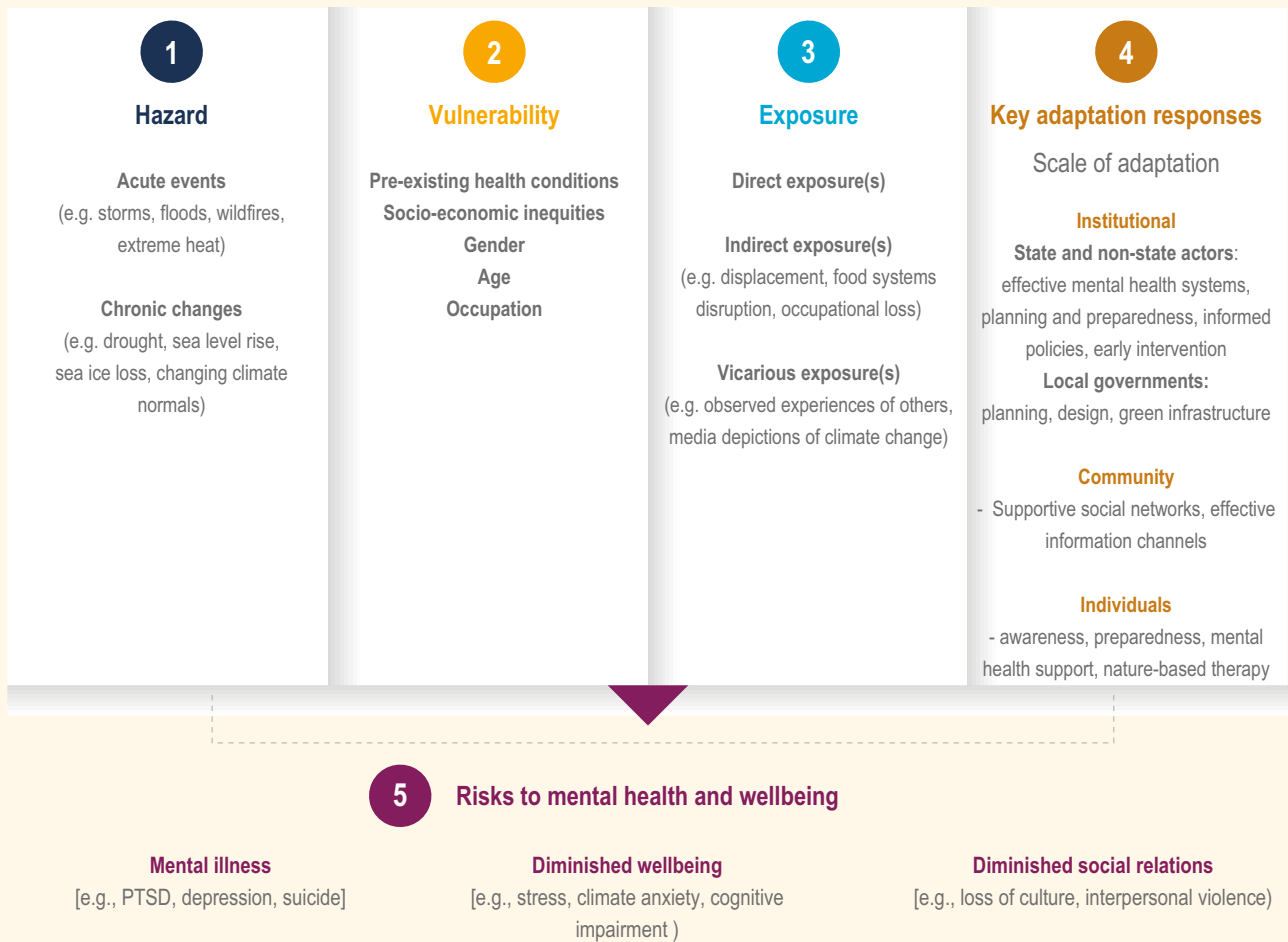 1
Hazard
Acute events
(e.g. storms, floods, wildfires,
extreme heat)
Chronic changes
(e.g. drought, sea level rise,
sea ice loss, changing climate
normals)
2
Vulnerability
Pre-existing health conditions
Socio-economic inequities
Gender
Age
Occupation
3
Exposure
Direct exposure(s)
Indirect exposure(s)
(e.g. displacement, food systems
disruption, occupational loss)
Vicarious exposure(s)
(e.g. observed experiences of others,
media depictions of climate change)
4
Key adaptation responses
Scale of adaptation
Institutional
State and non-state actors:
effective mental health systems,
planning and preparedness, informed
policies, early intervention
Local governments:
planning, design, green infrastructure
Community
- Supportive social networks, effective
information channels
Individuals
- awareness, preparedness, mental
health support, nature-based therapy
5 Risks to mental health and wellbeing
Mental illness
[e.g., PTSD, depression, suicide]
Diminished wellbeing
[e.g., stress, climate anxiety, cognitive
impairment )
Diminished social relations
[e.g., loss of culture, interpersonal violence)